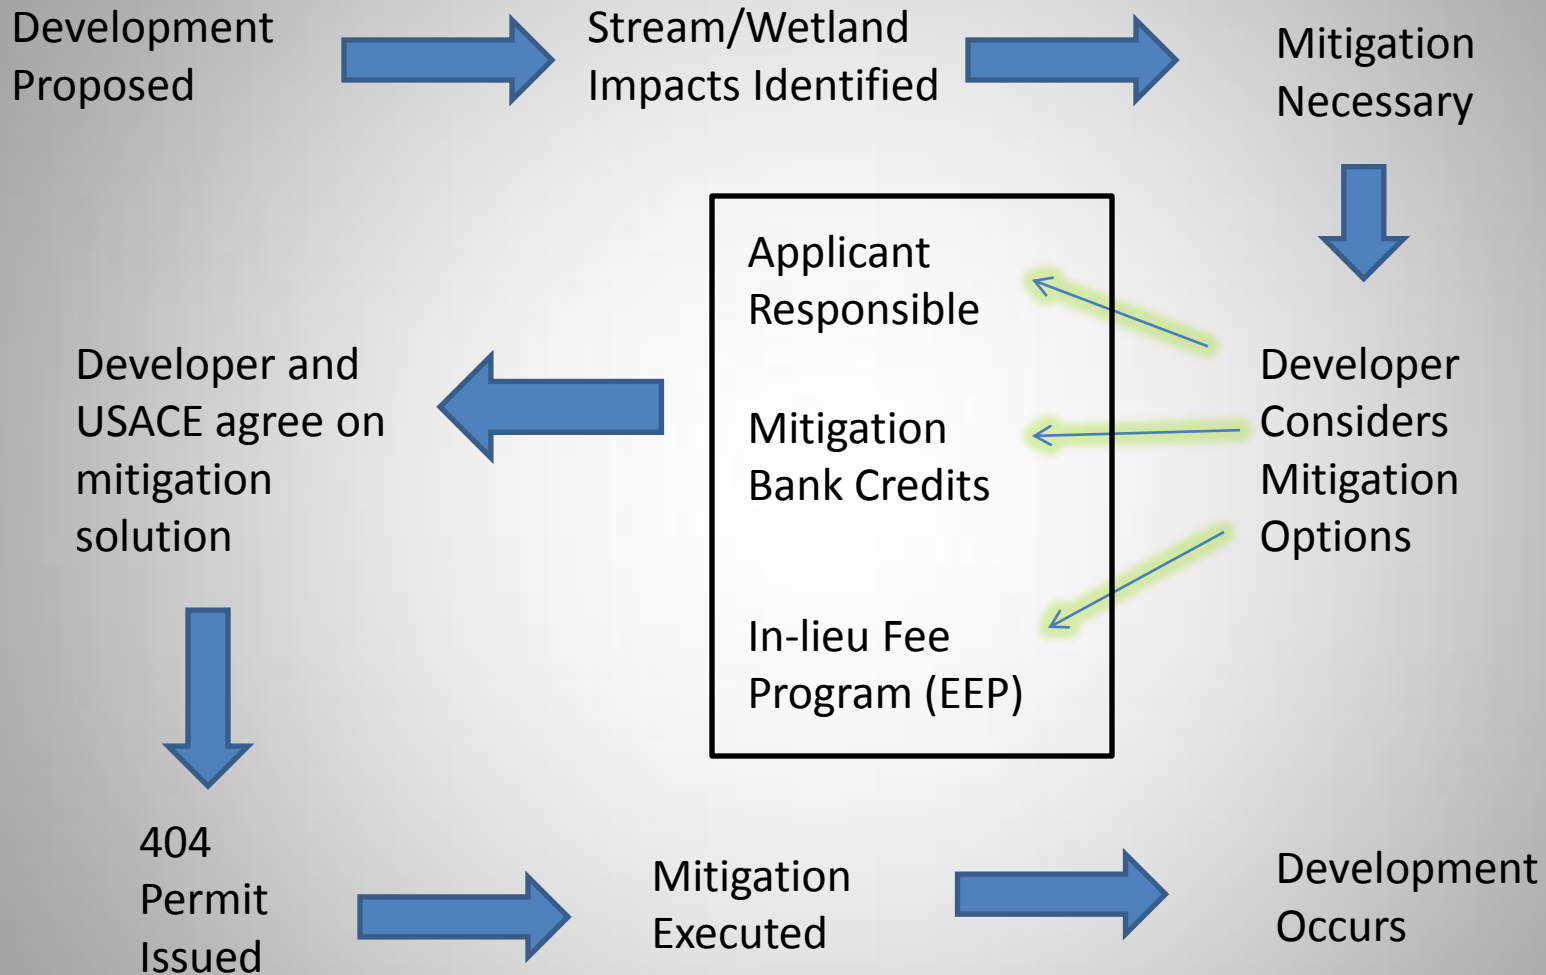 Development
Proposed
Stream/Wetland
Impacts Identified
Mitigation
Necessary
Developer
Considers
Mitigation
Options
Applicant
Responsible
Mitigation
Bank Credits
In-lieu Fee
Program (EEP)
Developer and
USACE agree on
mitigation
solution
404
Permit
Issued
Mitigation
Executed
Development
Occurs